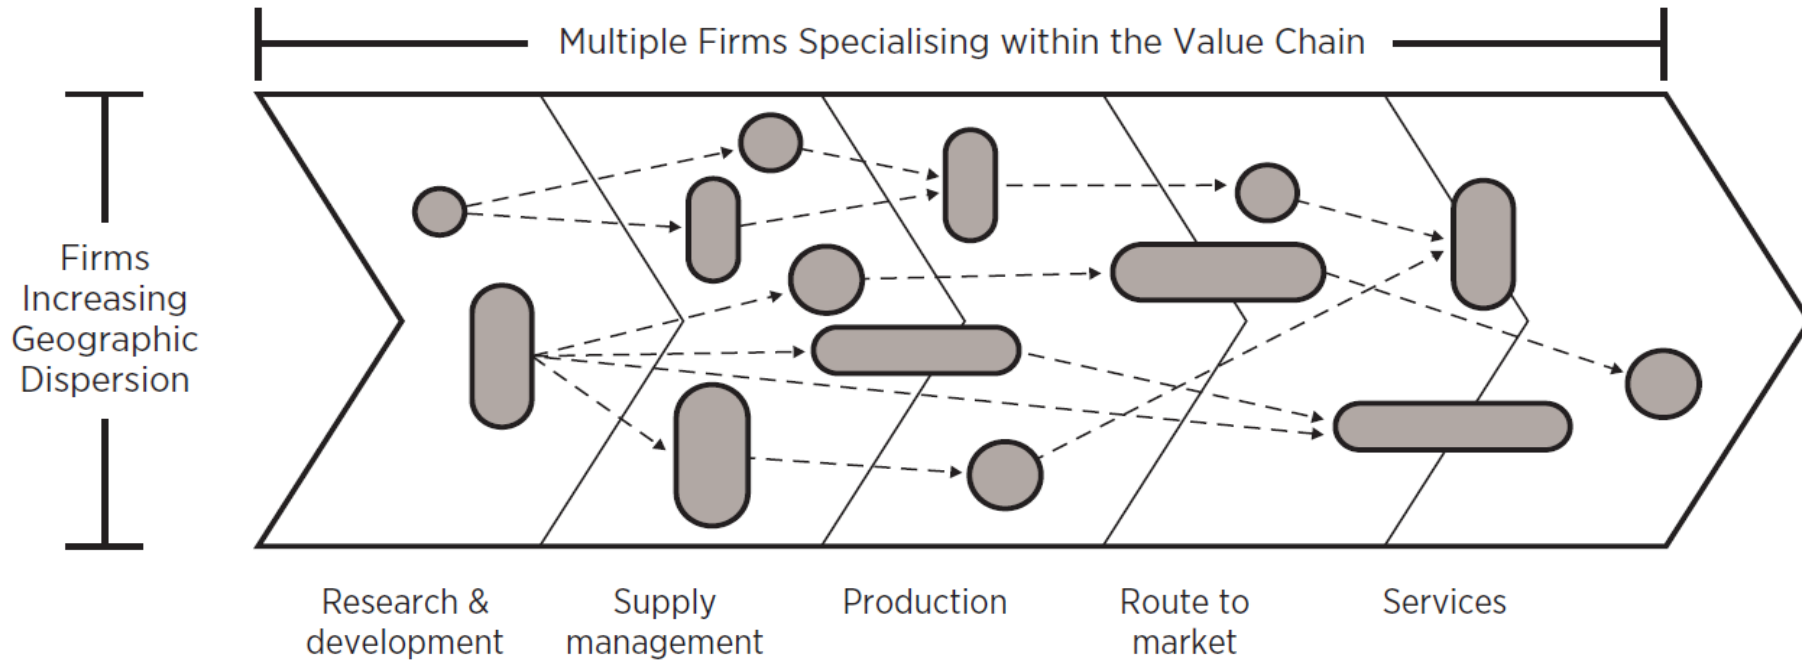 Multiple Firms Specialising within the Value Chain
Firms
Increasing
Geographic
Dispersion
Research &
development
Supply
management
Production
Route to
market
Services